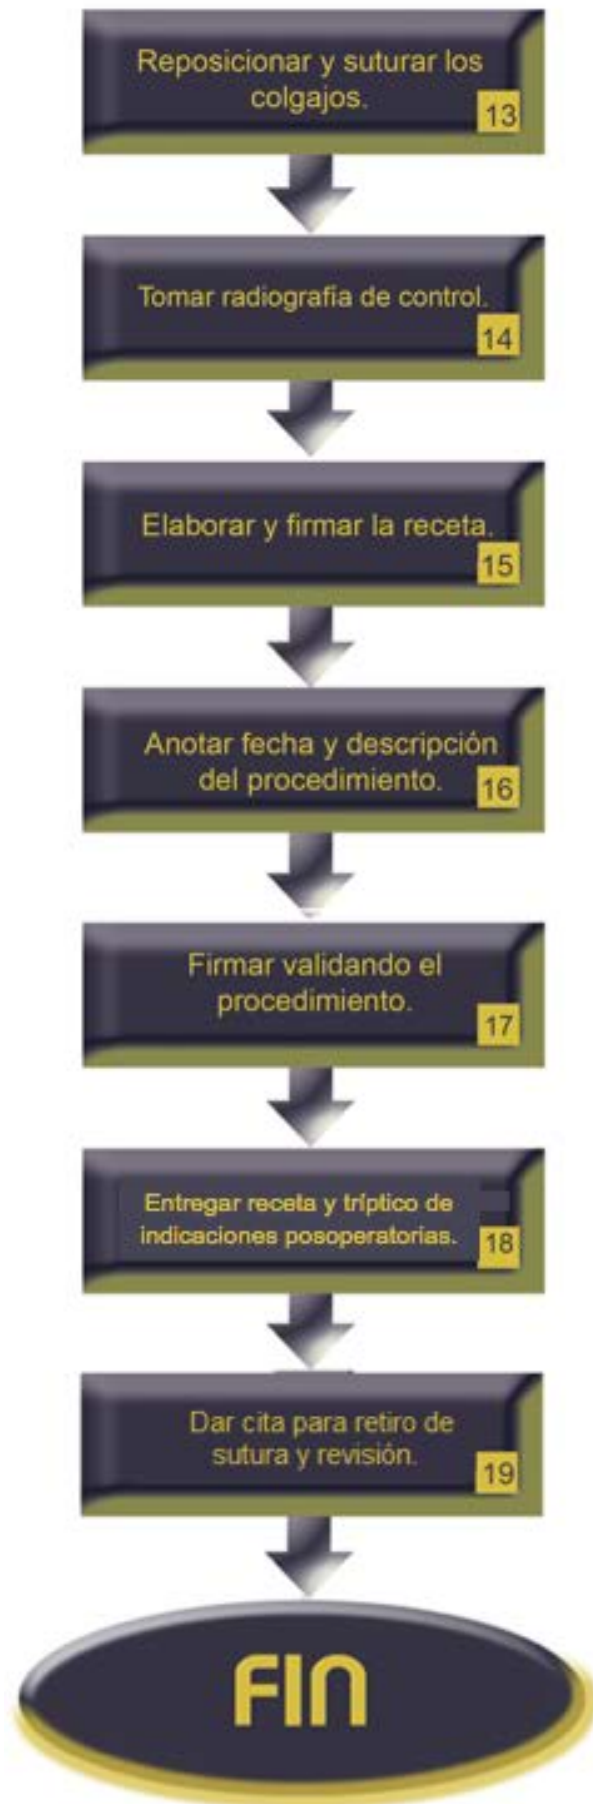 Reposicionar y suturar los
colgajos.
13
Tomar radiografía de control.
14
Elaborar y firmar la receta.
15
Anotar fecha y descripción
del procedimiento.
16
Firmar validando el
procedimiento.
17
Entregar receta y tríptico de
indicaciones posoperatorias.
18
Dar cita para retiro de
sutura y revisión.
19
FIN